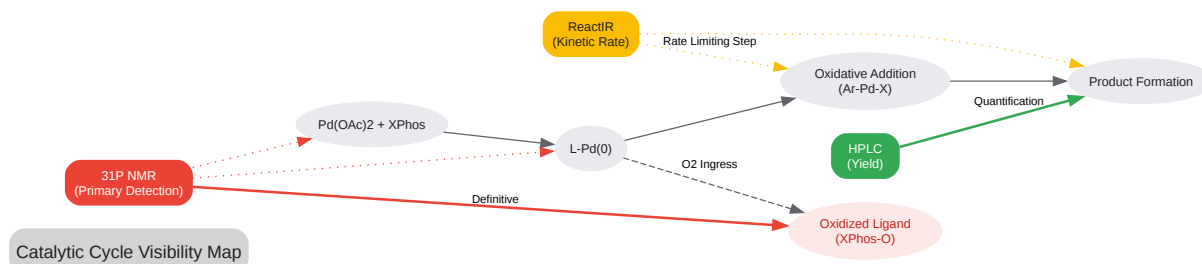 ReactIR
(Kinetic Rate)
Rate Limiting Step
Oxidative Addition
(Ar-Pd-X)
Product Formation
Quantification
Pd(OAc)2 + XPhos
L-Pd(0)
HPLC
(Yield)
O2 Ingress
31P NMR
(Primary Detection)
Definitive
Oxidized Ligand
(XPhos-O)
Catalytic Cycle Visibility Map